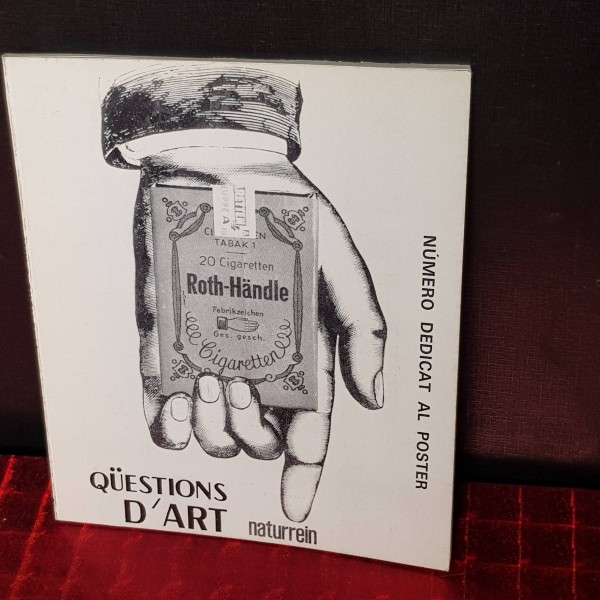 TABAK 1
20 Cigaretten
Roth-Händle
Fabrikzeichen
Ges. gesch.
Cigaretten
NÚMERO DEDICAT AL POSTER
QÜESTIONS
D'ART
naturrein